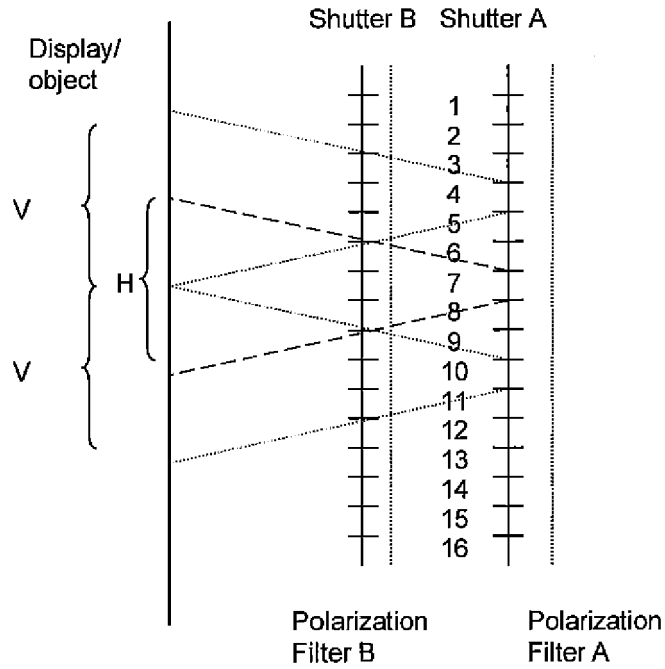 Shutter B Shutter A
Display/
object
1
2
3
4
V
5
6
H
7
8
9
V
10
11
12
13
14
15
16
Polarization
Filter B
Polarization
Filter A